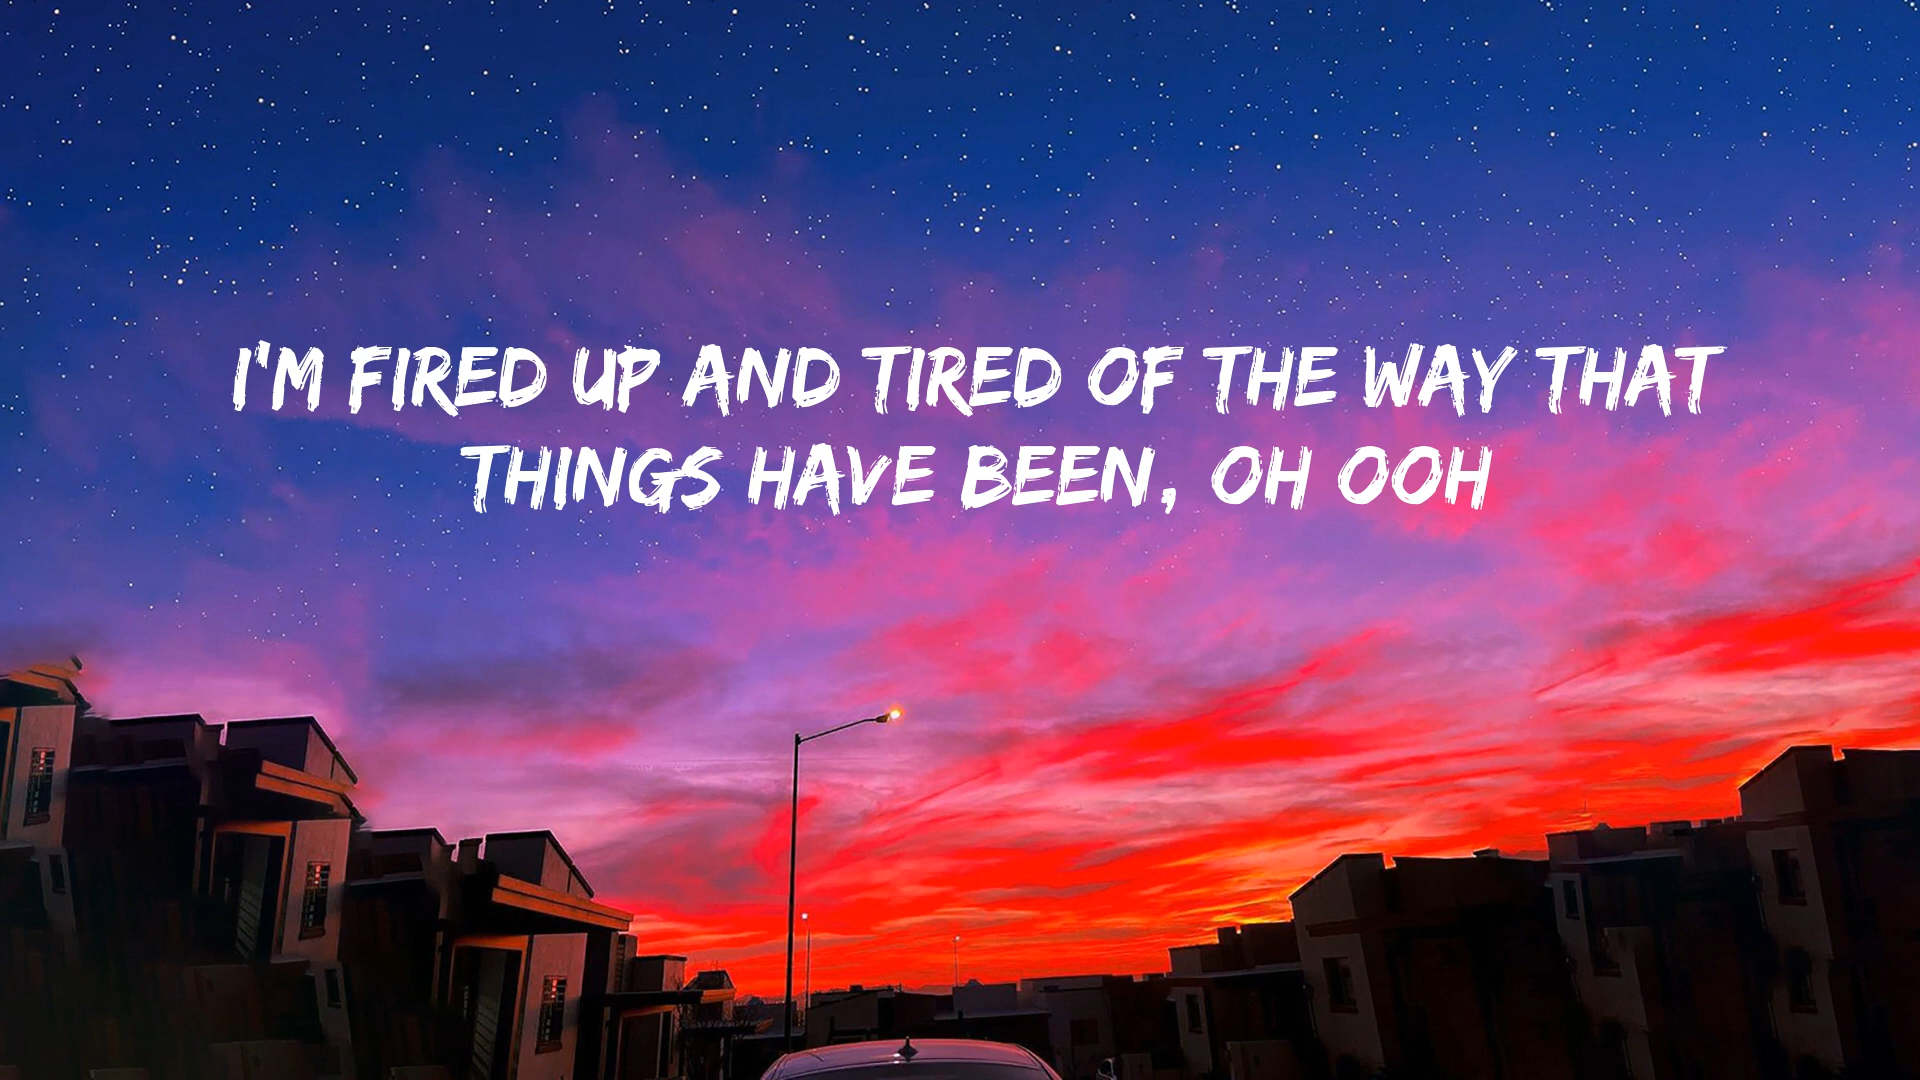 I'M FIRED UP AND TIRED OF THE WAY THAT
THINGS HAVE BEEN, OH OOH